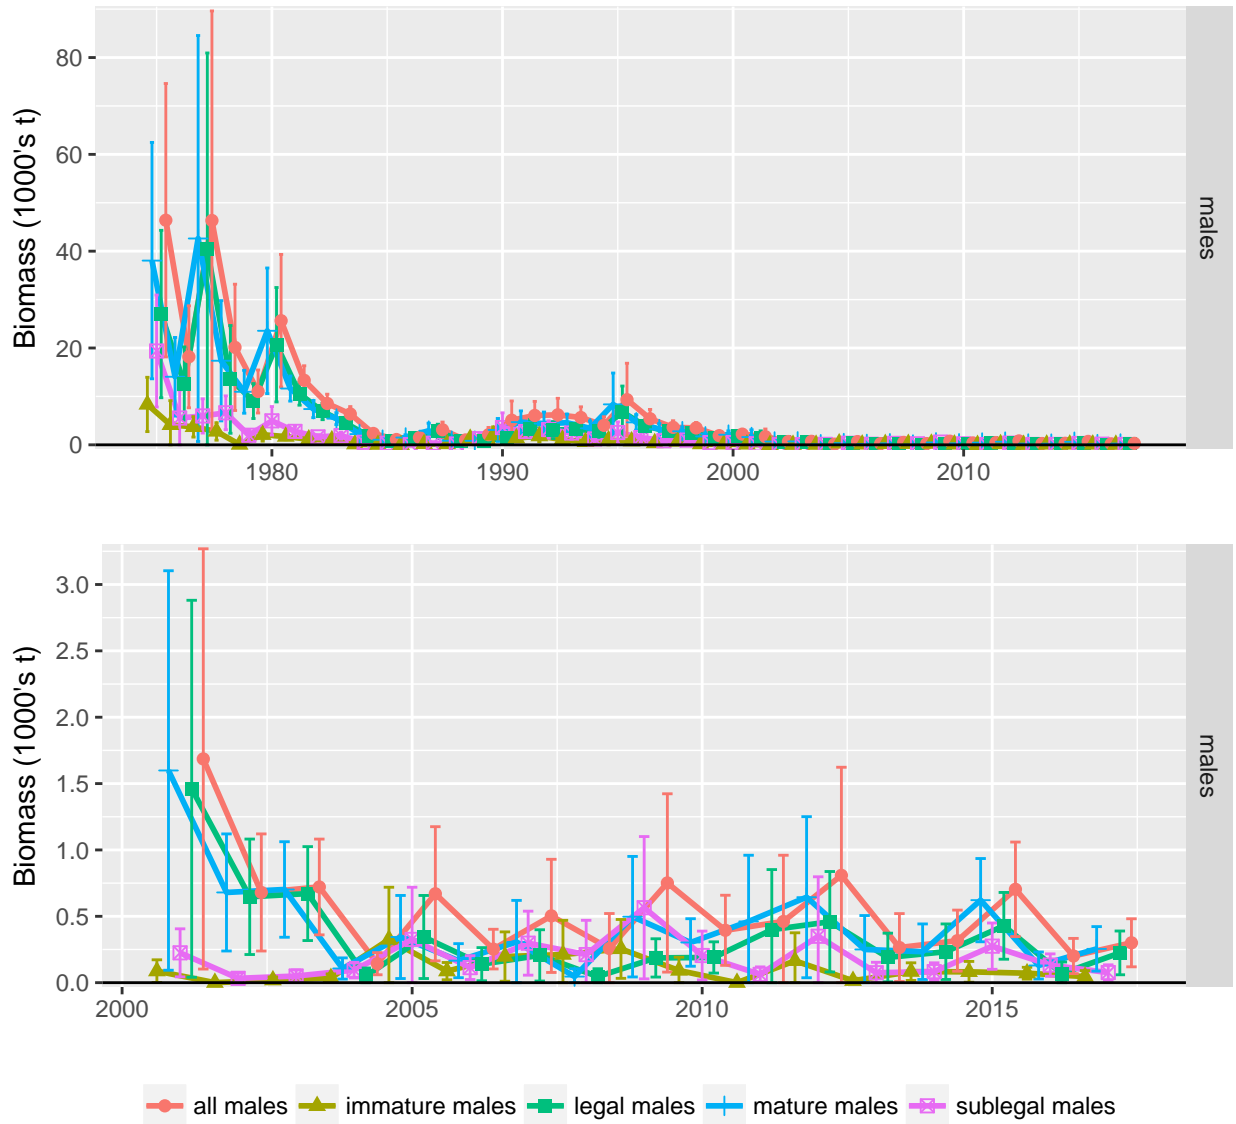 80
60
40
20
0
Biomass (1000's t)
males
1980 1990 2000 2010
3.0
2.5
2.0
1.5
1.0
0.5
0.0
Biomass (1000's t)
males
2000 2005 2010 2015
all males immature males legal males mature males sublegal males